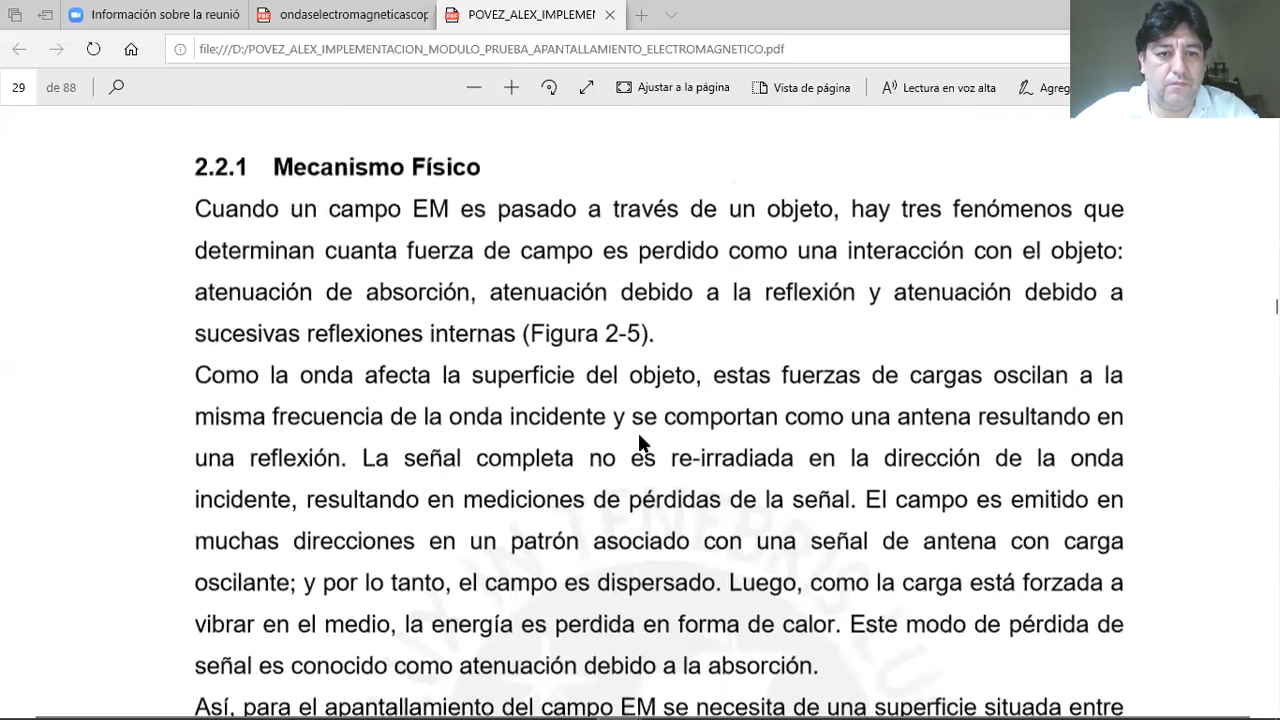 Información sobre la reunió
ondaselectromagneticascop
POVEZ_ALEX_IMPLEMEN
file:///D:/POVEZ_ALEX_IMPLEMENTACION_MODULO_PRUEBA_APANTALLAMIENTO_ELECTROMAGNETICO.pdf
29 de 88
Ajustar a la página
Vista de página
Lectura en voz alta
Agreg
2.2.1 Mecanismo Físico
Cuando un campo EM es pasado a través de un objeto, hay tres fenómenos que
determinan cuanta fuerza de campo es perdido como una interacción con el objeto:
atenuación de absorción, atenuación debido a la reflexión y atenuación debido a
sucesivas reflexiones internas (Figura 2-5).
Como la onda afecta la superficie del objeto, estas fuerzas de cargas oscilan a la
misma frecuencia de la onda incidente y se comportan como una antena resultando en
una reflexión. La señal completa no es re-irradiada en la dirección de la onda
incidente, resultando en mediciones de pérdidas de la señal. El campo es emitido en
muchas direcciones en un patrón asociado con una señal de antena con carga
oscilante; y por lo tanto, el campo es dispersado. Luego, como la carga está forzada a
vibrar en el medio, la energía es perdida en forma de calor. Este modo de pérdida de
señal es conocido como atenuación debido a la absorción.
Así, para el apantallamiento del campo EM se necesita de una superficie situada entre